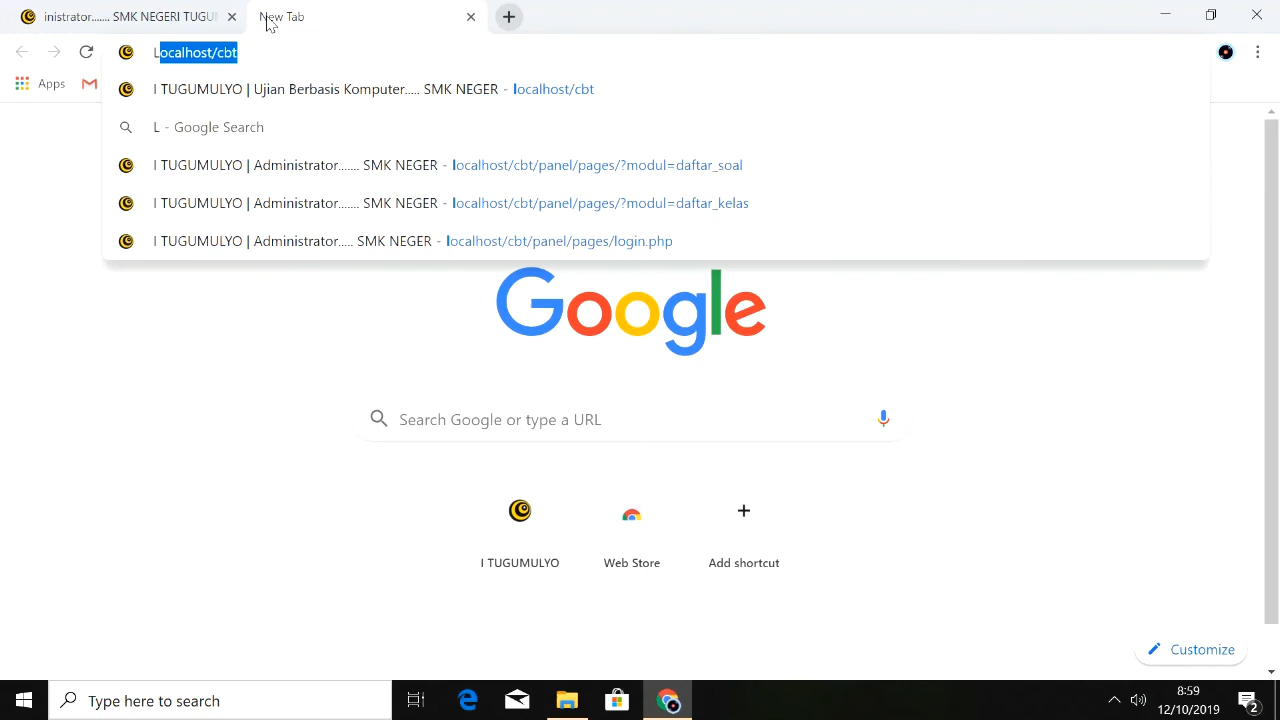 inistrator....... SMK NEGERI TUGUI
New Tab
Localhost/cbt
Apps
I TUGUMULYO | Ujian Berbasis Komputer..... SMK NEGER - localhost/cbt
L - Google Search
I TUGUMULYO | Administrator....... SMK NEGER - localhost/cbt/panel/pages/?modul=daftar_soal
I TUGUMULYO | Administrator....... SMK NEGER - localhost/cbt/panel/pages/?modul=daftar_kelas
I TUGUMULYO | Administrator..... SMK NEGER - localhost/cbt/panel/pages/login.php
Google
Search Google or type a URL
I TUGUMULYO
Web Store
Add shortcut
Customize
Type here to search
8:59
12/10/2019
2